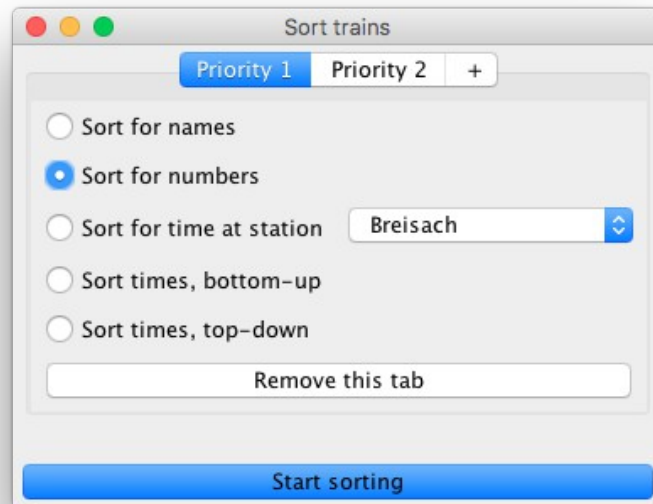 Sort trains
Priority 1 Priority 2 +
Sort for names
Sort for numbers
Sort for time at station Breisach
Sort times, bottom-up
Sort times, top-down
Remove this tab
Start sorting